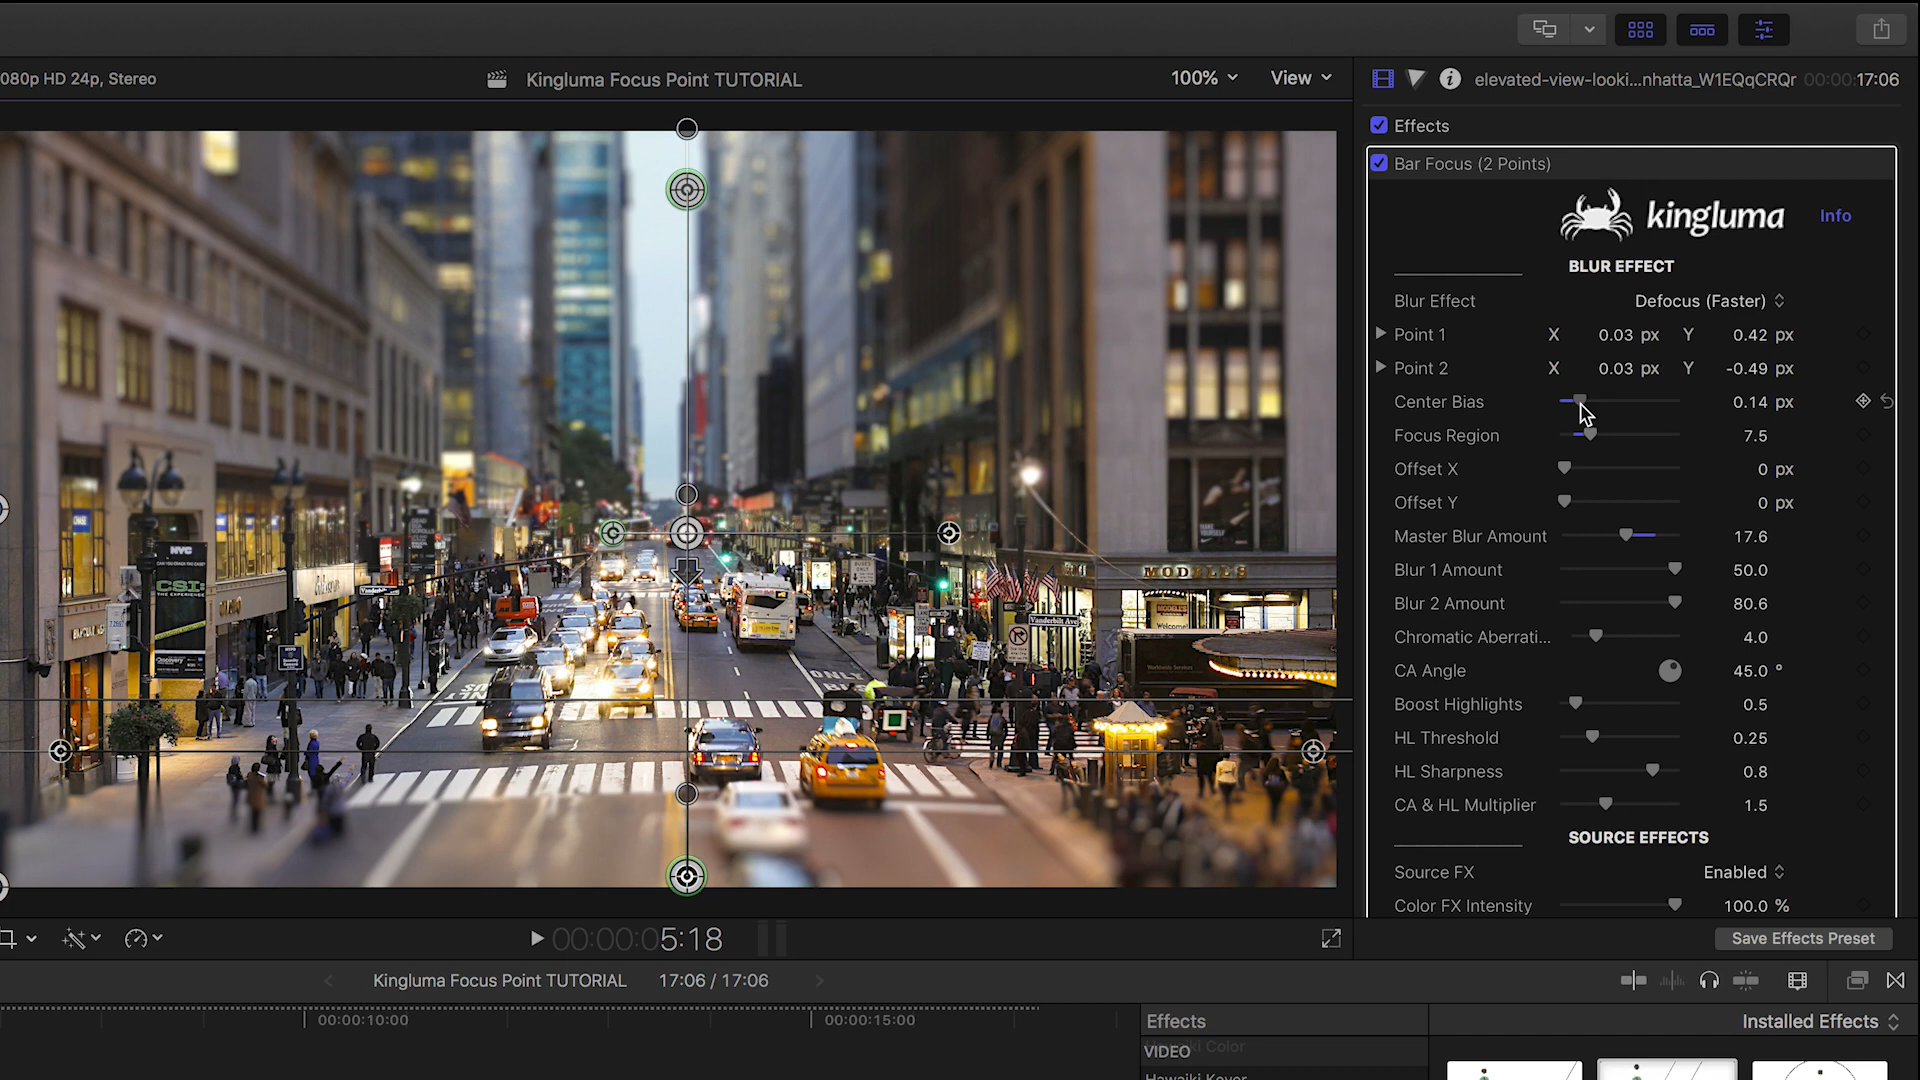 080p HD 24p, Stereo
Kingluma Focus Point TUTORIAL
100%
View
elevated-view-looki...nhatta_W1EQqCRQr
00:00:17:06
Effects
Bar Focus (2 Points)
kingluma
Info
BLUR EFFECT
Blur Effect Defocus (Faster)
Point 1 X 0.03 px Y 0.42 px
Point 2 X 0.03 px Y -0.49 px
Center Bias 0.14 px
Focus Region 7.5
Offset X 0 px
Offset Y 0 px
Master Blur Amount 17.6
Blur 1 Amount 50.0
Blur 2 Amount 80.6
Chromatic Aberrati... 4.0
CA Angle 45.0 °
Boost Highlights 0.5
HL Threshold 0.25
HL Sharpness 0.8
CA & HL Multiplier 1.5
SOURCE EFFECTS
Source FX Enabled
Color FX Intensity 100.0 %
Save Effects Preset
NYC
CSI:
MODELL'S
Vanderbilt Ave
ONLY
00:00:05:18
Kingluma Focus Point TUTORIAL 17:06 / 17:06
00:00:10:00
00:00:15:00
Effects
Installed Effects
VIDEO